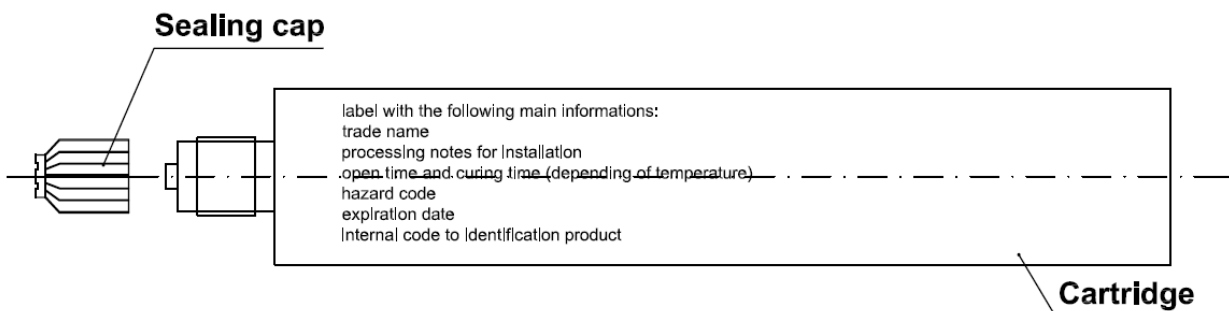 Sealing cap
label with the following main informations:
trade name
processing notes for installation
open time and curing time (depending of temperature)
hazard code
expiration date
internal code to identification product
Cartridge